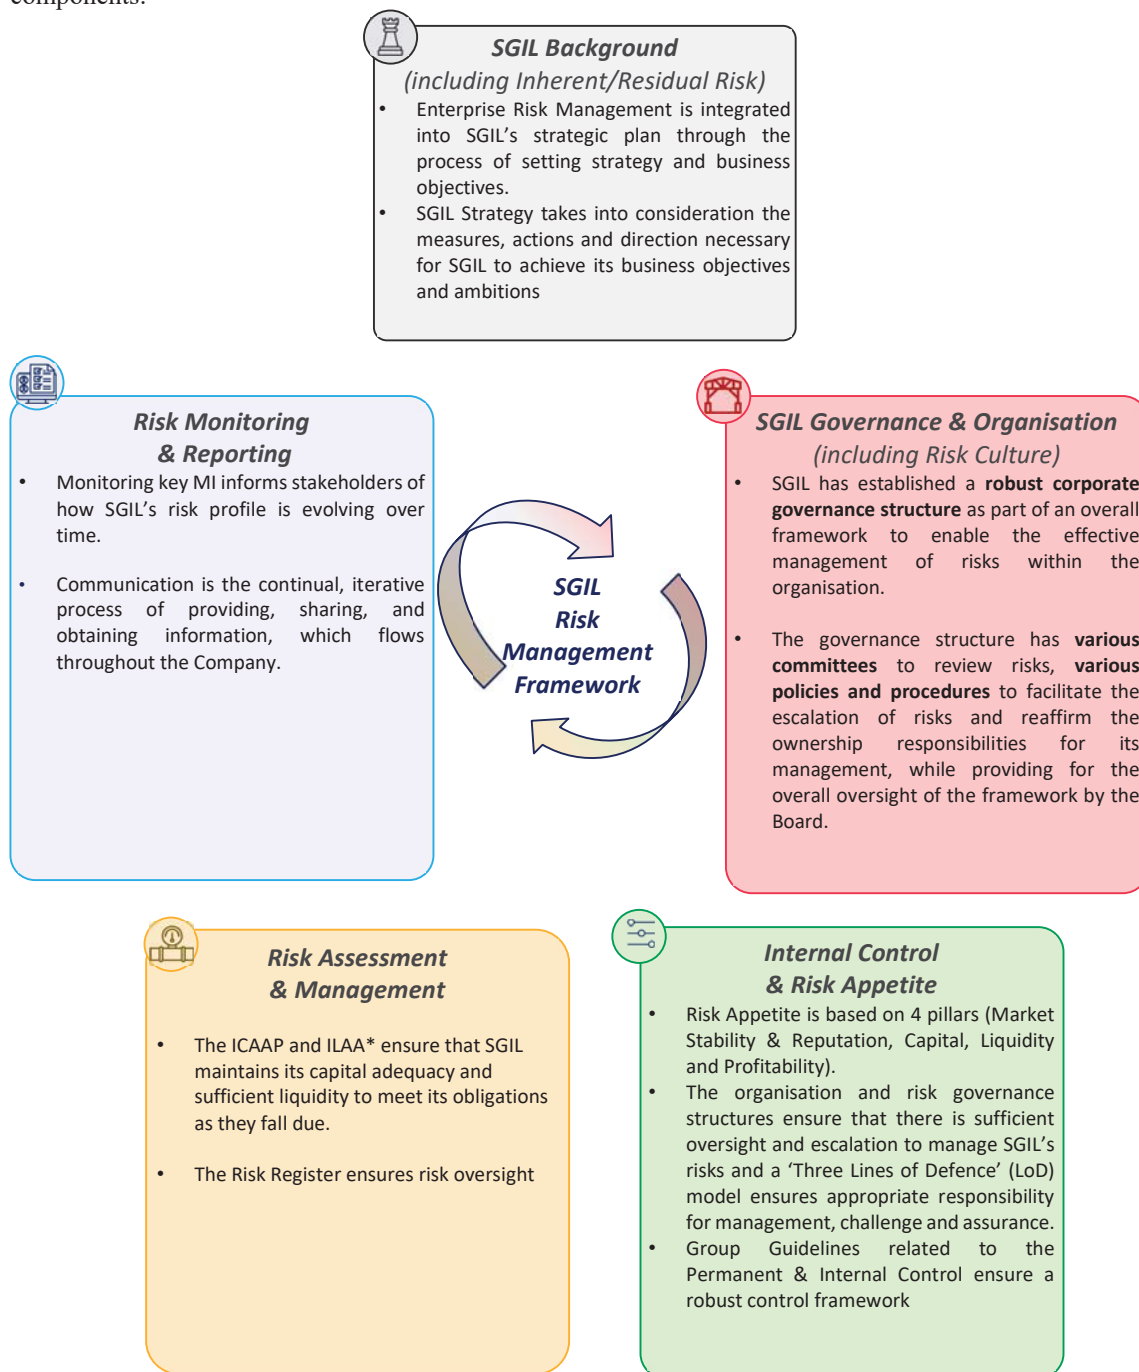 components:
SGIL Background
(including Inherent/Residual Risk)
• Enterprise Risk Management is integrated
into SGIL’s strategic plan through the
process of setting strategy and business
objectives.
• SGIL Strategy takes into consideration the
measures, actions and direction necessary
for SGIL to achieve its business objectives
and ambitions
Risk Monitoring
& Reporting
• Monitoring key MI informs stakeholders of
how SGIL’s risk profile is evolving over
time.
• Communication is the continual, iterative
process of providing, sharing, and
obtaining information, which flows
throughout the Company.
SGIL
Risk
Management
Framework
SGIL Governance & Organisation
(including Risk Culture)
• SGIL has established a robust corporate
governance structure as part of an overall
framework to enable the effective
management of risks within the
organisation.
• The governance structure has various
committees to review risks, various
policies and procedures to facilitate the
escalation of risks and reaffirm the
ownership responsibilities for its
management, while providing for the
overall oversight of the framework by the
Board.
Risk Assessment
& Management
• The ICAAP and ILAA* ensure that SGIL
maintains its capital adequacy and
sufficient liquidity to meet its obligations
as they fall due.
• The Risk Register ensures risk oversight
Internal Control
& Risk Appetite
• Risk Appetite is based on 4 pillars (Market
Stability & Reputation, Capital, Liquidity
and Profitability).
• The organisation and risk governance
structures ensure that there is sufficient
oversight and escalation to manage SGIL’s
risks and a ‘Three Lines of Defence’ (LoD)
model ensures appropriate responsibility
for management, challenge and assurance.
• Group Guidelines related to the
Permanent & Internal Control ensure a
robust control framework